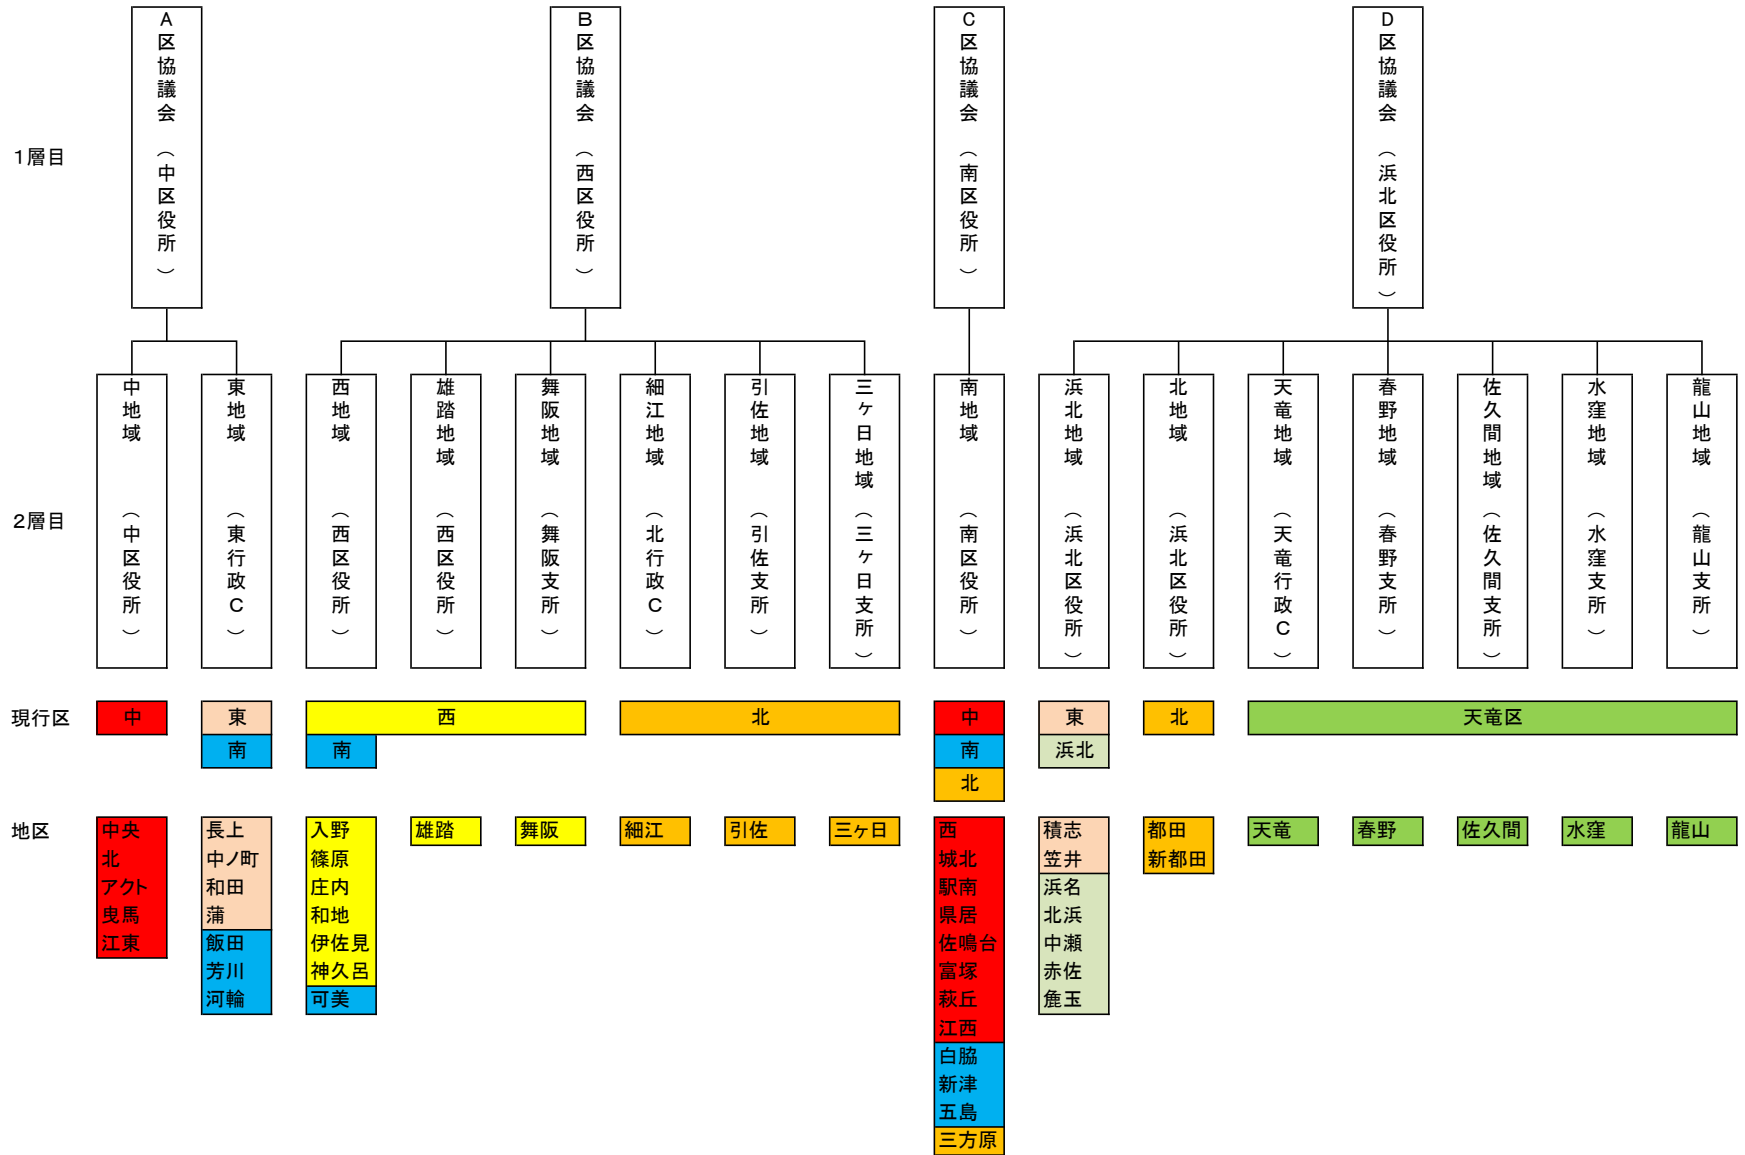 1層目
A区協議会（中区役所）
B区協議会（西区役所）
C区協議会（南区役所）
D区協議会（浜北区役所）
2層目
中地域（中区役所）
東地域（東行政C）
西地域（西区役所）
雄踏地域（西区役所）
舞阪地域（舞阪支所）
細江地域（北行政C）
引佐地域（引佐支所）
三ケ日地域（三ケ日支所）
南地域（南区役所）
浜北地域（浜北区役所）
北地域（浜北区役所）
天竜地域（天竜行政C）
春野地域（春野支所）
佐久間地域（佐久間支所）
水窪地域（水窪支所）
龍山地域（龍山支所）
現行区
中
東
南
西
南
北
中
南
北
東
浜北
北
天竜区
地区
中央
北
アクト
曳馬
江東
長上
中ノ町
和田
蒲
飯田
芳川
河輪
入野
篠原
庄内
和地
伊佐見
神久呂
可美
雄踏
舞阪
細江
引佐
三ヶ日
西
城北
駅南
県居
佐鳴台
富塚
萩丘
江西
白脇
新津
五島
三方原
積志
笠井
浜名
北浜
中瀬
赤佐
麁玉
都田
新都田
天竜
春野
佐久間
水窪
龍山